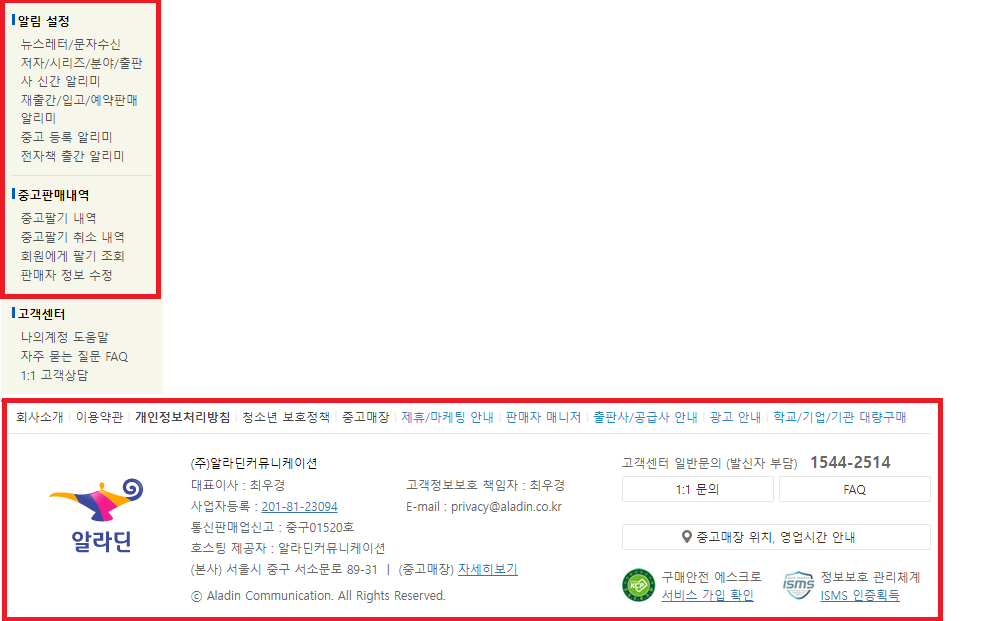 알림 설정
뉴스레터/문자수신
저자/시리즈/분야/출판
사 신간 알리미
재출간/입고/예약판매
알리미
중고 등록 알리미
전자책 출간 알리미
중고판매내역
중고팔기 내역
중고팔기 취소 내역
회원에게 팔기 조회
판매자 정보 수정
고객센터
나의계정 도움말
자주 묻는 질문 FAQ
1:1 고객상담
회사소개 | 이용약관 | 개인정보처리방침 | 청소년 보호정책 | 중고매장 | 제휴/마케팅 안내 | 판매자 매니저 | 출판사/공급사 안내 | 광고 안내 | 학교/기업/기관 대량구매
알라딘
(주)알라딘커뮤니케이션
대표이사 : 최우경 고객정보보호 책임자 : 최우경
사업자등록 : 201-81-23094 E-mail : privacy@aladin.co.kr
통신판매업신고 : 중구01520호
호스팅 제공자 : 알라딘커뮤니케이션
(본사) 서울시 중구 서소문로 89-31 | (중고매장) 자세히보기
ⓒ Aladin Communication. All Rights Reserved.
고객센터 일반문의 (발신자 부담) 1544-2514
1:1 문의 FAQ
중고매장 위치, 영업시간 안내
KCP 구매안전 에스크로
서비스 가입 확인
ISMS 정보보호 관리체계
ISMS 인증획득